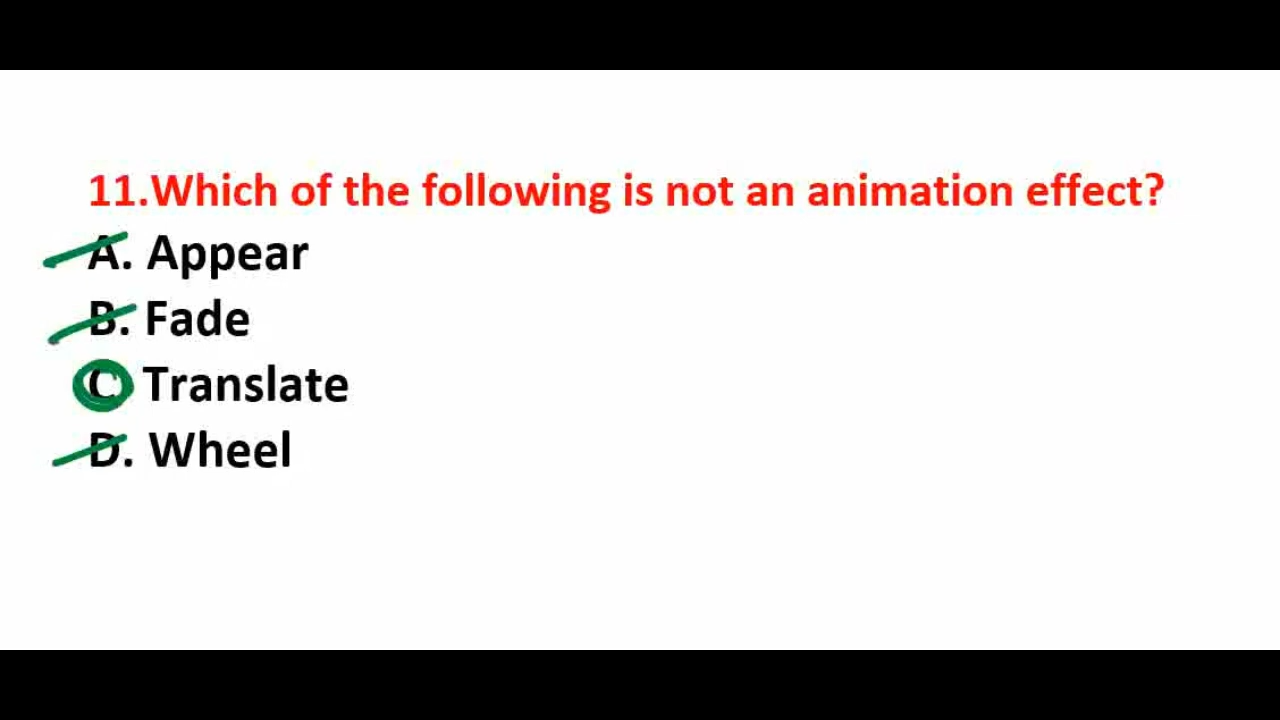 11.Which of the following is not an animation effect?
A. Appear
B. Fade
C Translate
D. Wheel